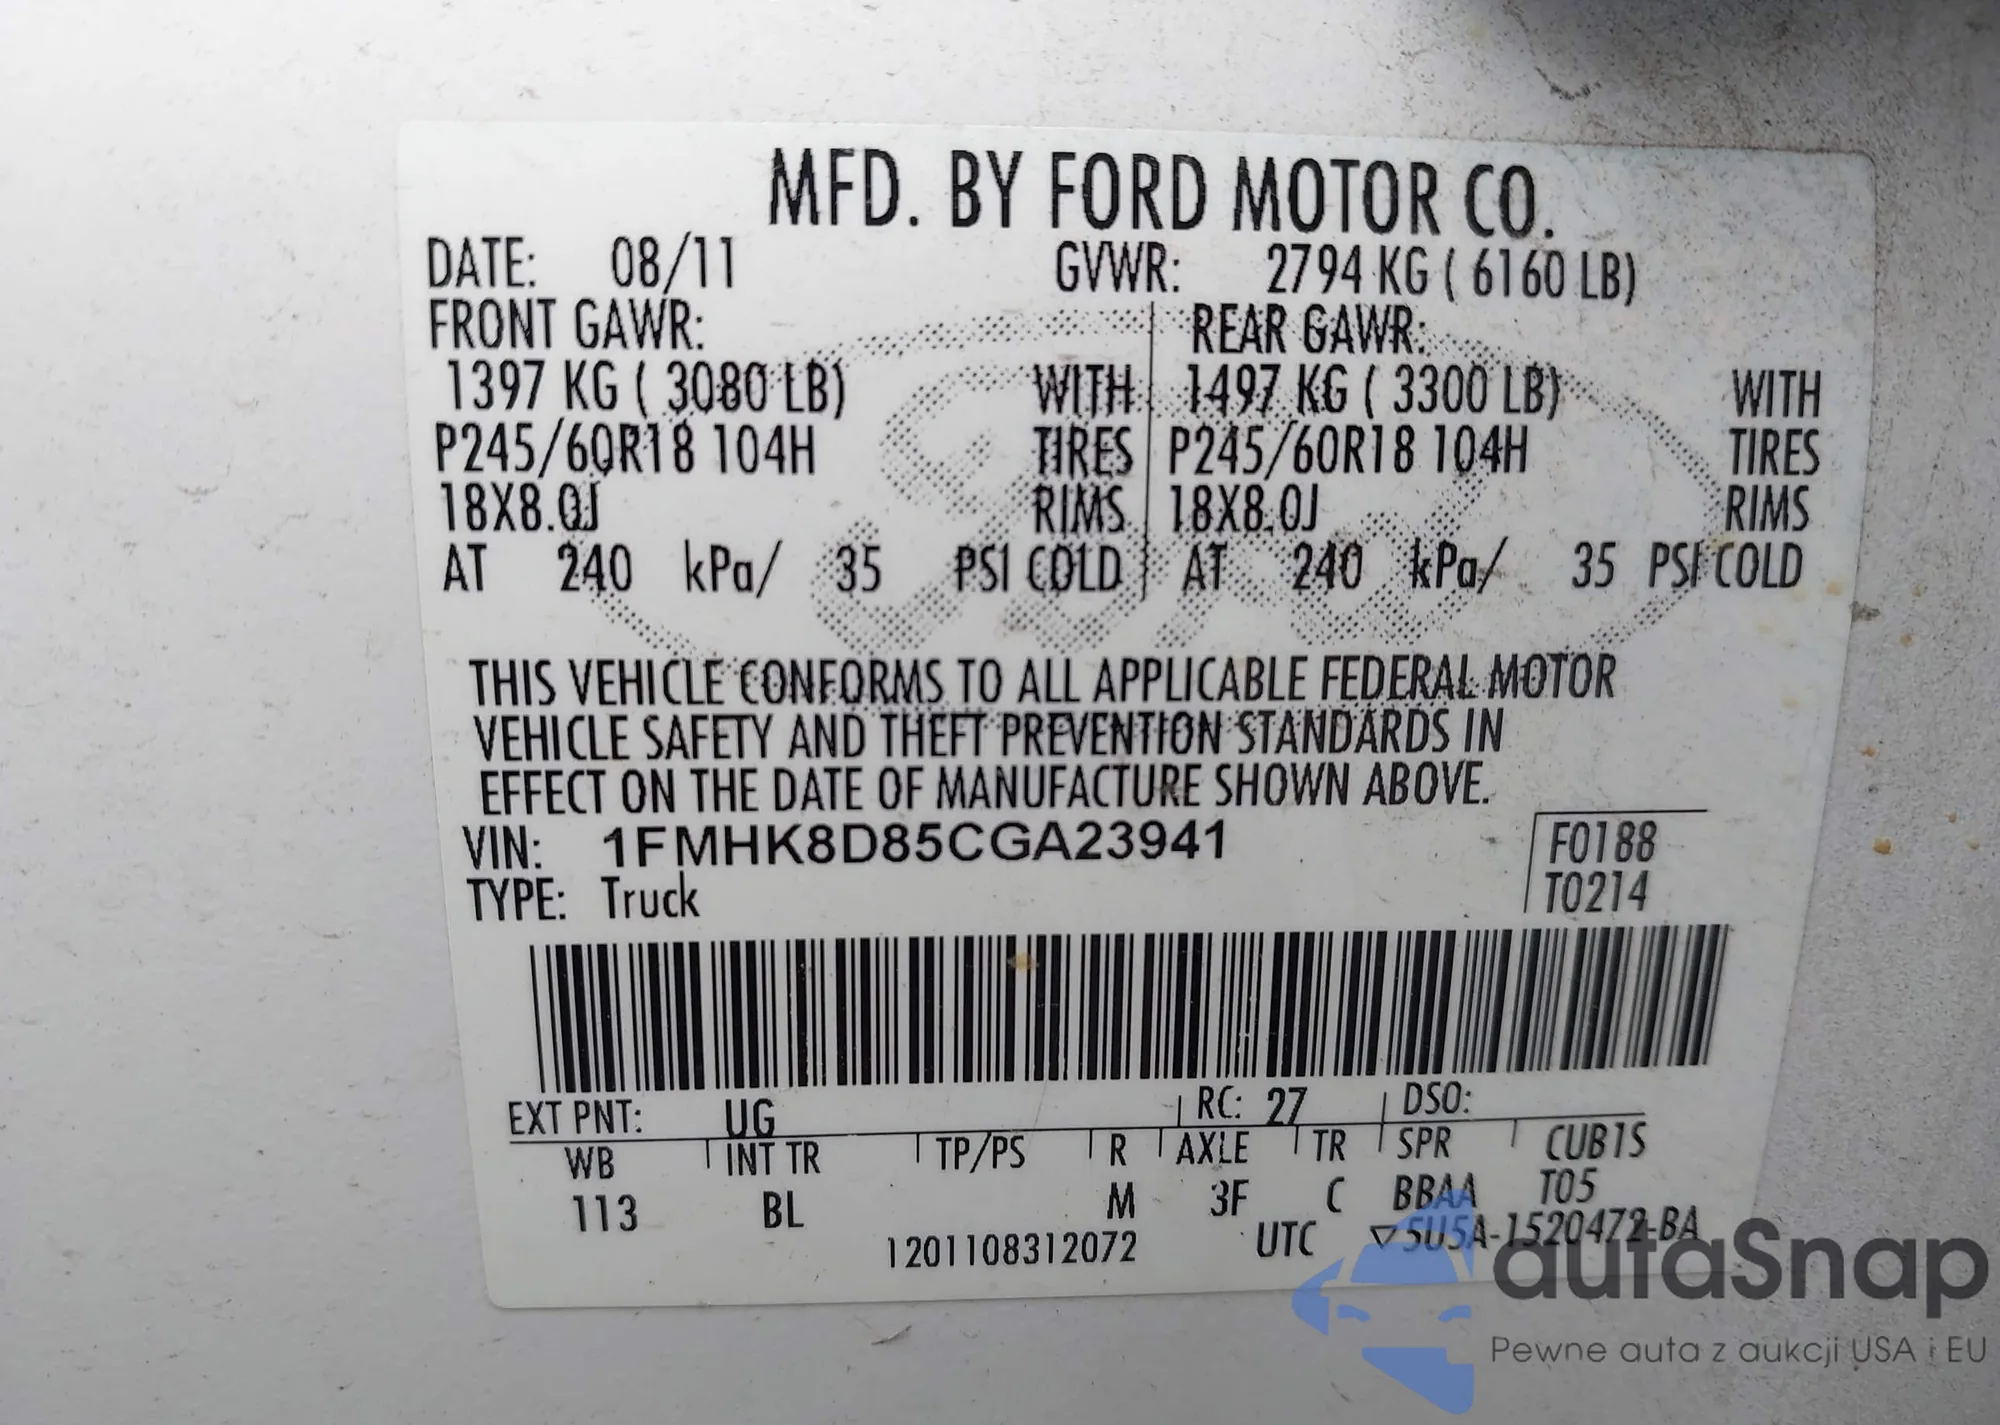 MFD. BY FORD MOTOR CO.
DATE: 08/11 GVWR: 2794 KG ( 6160 LB)
FRONT GAWR: REAR GAWR:
1397 KG ( 3080 LB) WITH 1497 KG ( 3300 LB) WITH
P245/60R18 104H TIRES P245/60R18 104H TIRES
18X8.0J RIMS 18X8.0J RIMS
AT 240 kPa/ 35 PSI COLD AT 240 kPa/ 35 PSI COLD
THIS VEHICLE CONFORMS TO ALL APPLICABLE FEDERAL MOTOR
VEHICLE SAFETY AND THEFT PREVENTION STANDARDS IN
EFFECT ON THE DATE OF MANUFACTURE SHOWN ABOVE.
VIN: 1FMHK8D85CGA23941 F0188
TYPE: Truck T0214
EXT PNT: UG RC: 27 DSO:
WB INT TR TP/PS R AXLE TR SPR CUB1S
113 BL M 3F C BBAA T05
1201108312072 UTC ▽5U5A-1520472-BA
autaSnap
Pewne auta z aukcji USA i EU